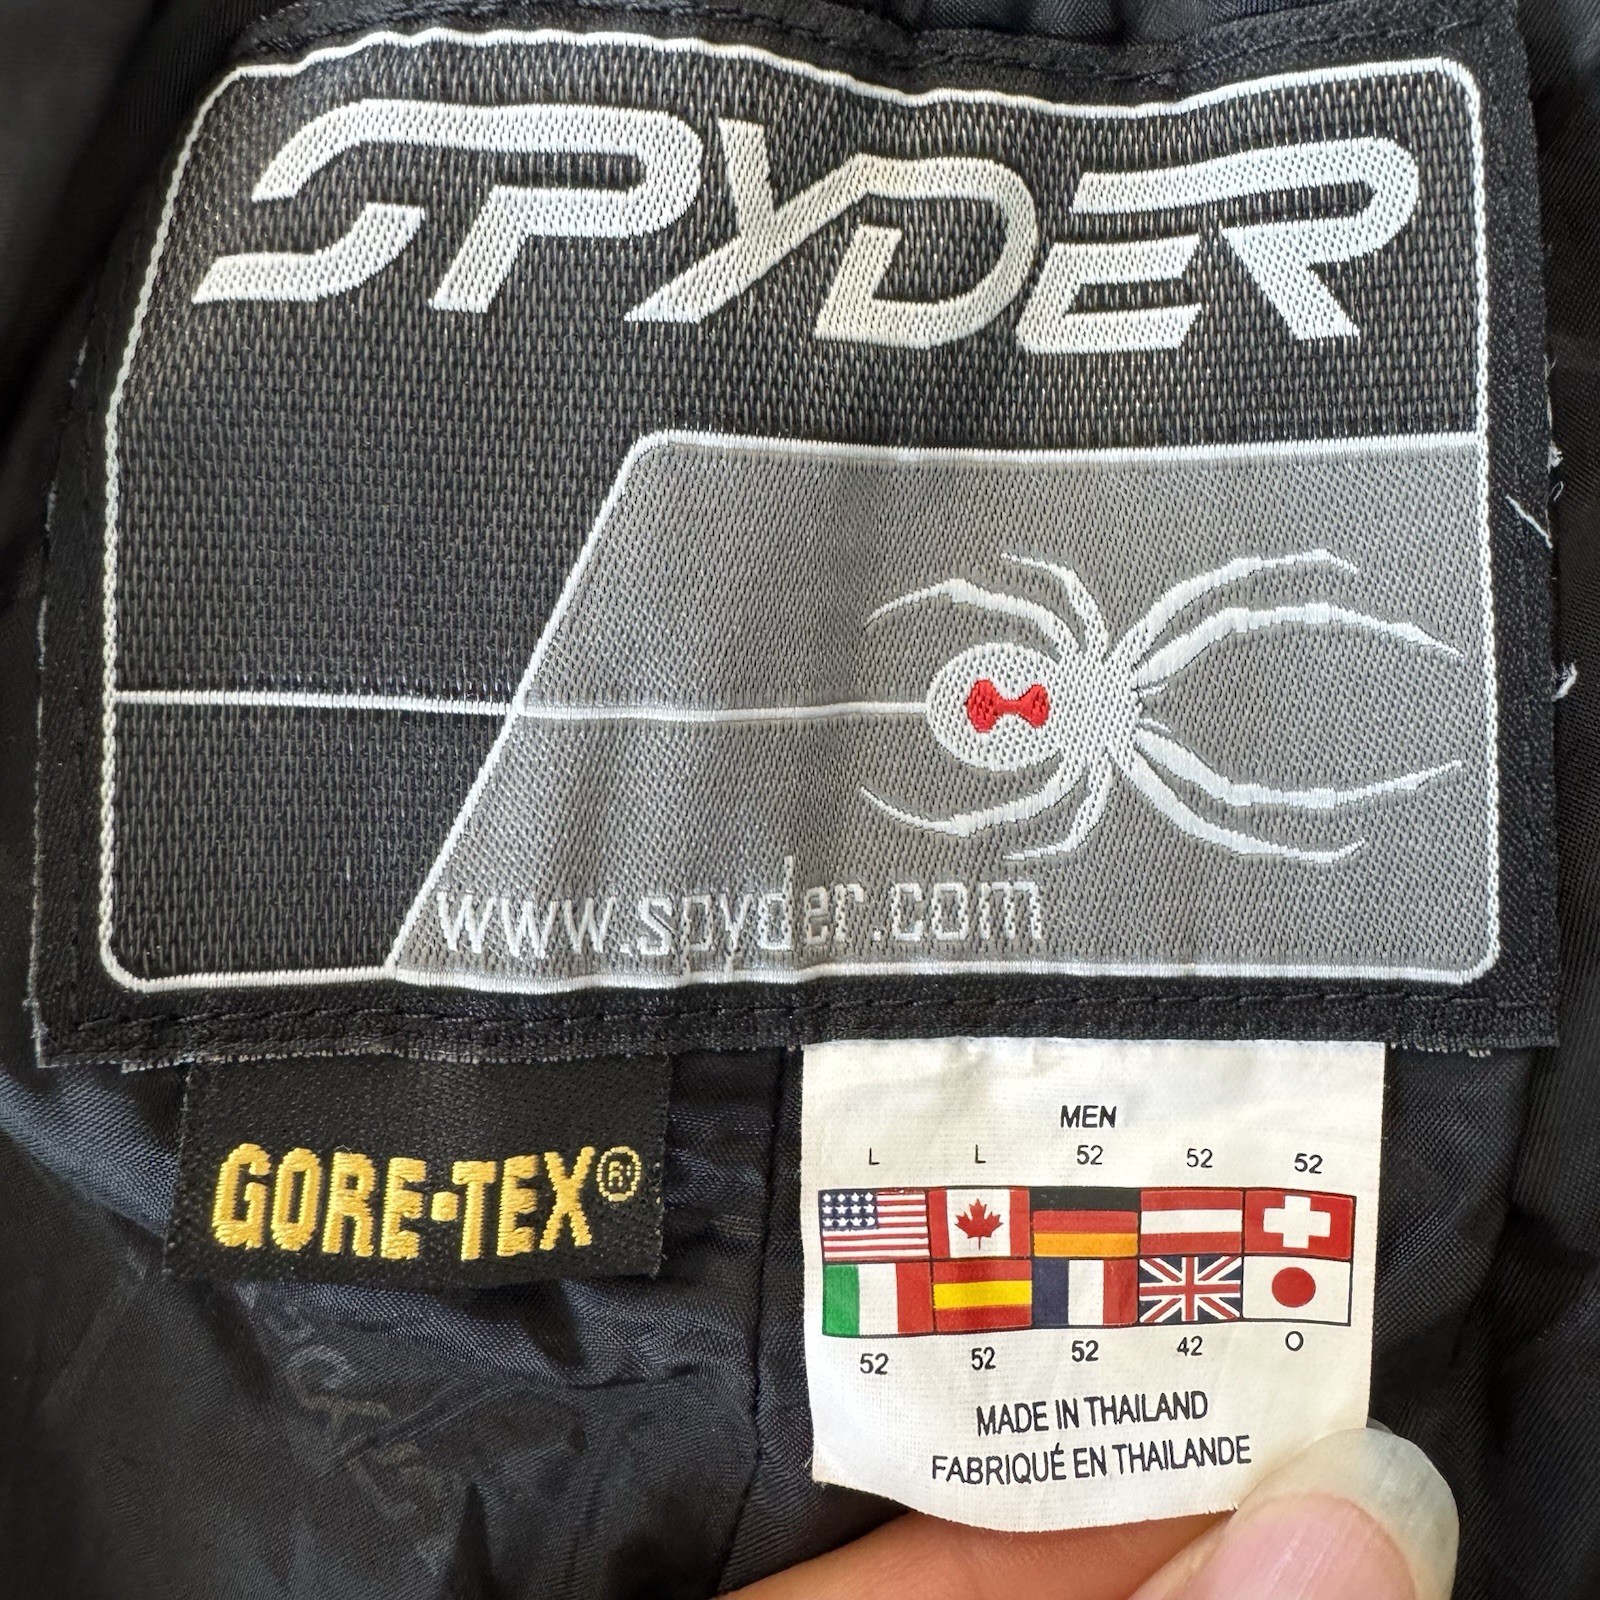 SPYDER
www.spyder.com
GORE-TEX®
MEN
L L 52 52 52
52 52 52 42 O
MADE IN THAILAND
FABRIQUÉ EN THAILANDE